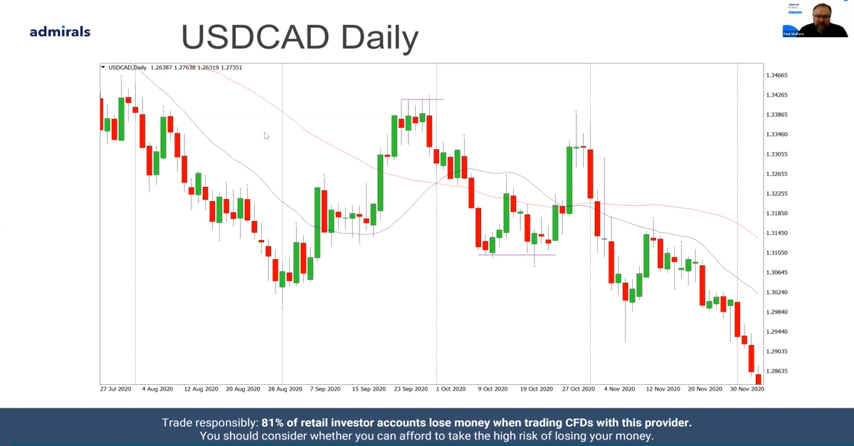 admirals
USDCAD Daily
Paul Wallace
USDCAD,Daily 1.26387 1.27638 1.26319 1.27351
1.34665
1.34265
1.33865
1.33460
1.33055
1.32655
1.32255
1.31850
1.31450
1.31050
1.30645
1.30240
1.29840
1.29440
1.29035
1.28635
27 Jul 2020 4 Aug 2020 12 Aug 2020 20 Aug 2020 28 Aug 2020 7 Sep 2020 15 Sep 2020 23 Sep 2020 1 Oct 2020 9 Oct 2020 19 Oct 2020 27 Oct 2020 4 Nov 2020 12 Nov 2020 20 Nov 2020 30 Nov 2020
Trade responsibly: 81% of retail investor accounts lose money when trading CFDs with this provider.
You should consider whether you can afford to take the high risk of losing your money.